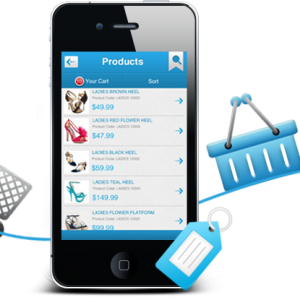 Products
Your Cart
Sort
LADIES BROWN HEEL
$49.99
LADIES RED FLOWER HEEL
$47.99
LADIES BLACK HEEL
$59.99
LADIES TEAL HEEL
$149.99
LADIES FLOWER PLATFORM
$99.99